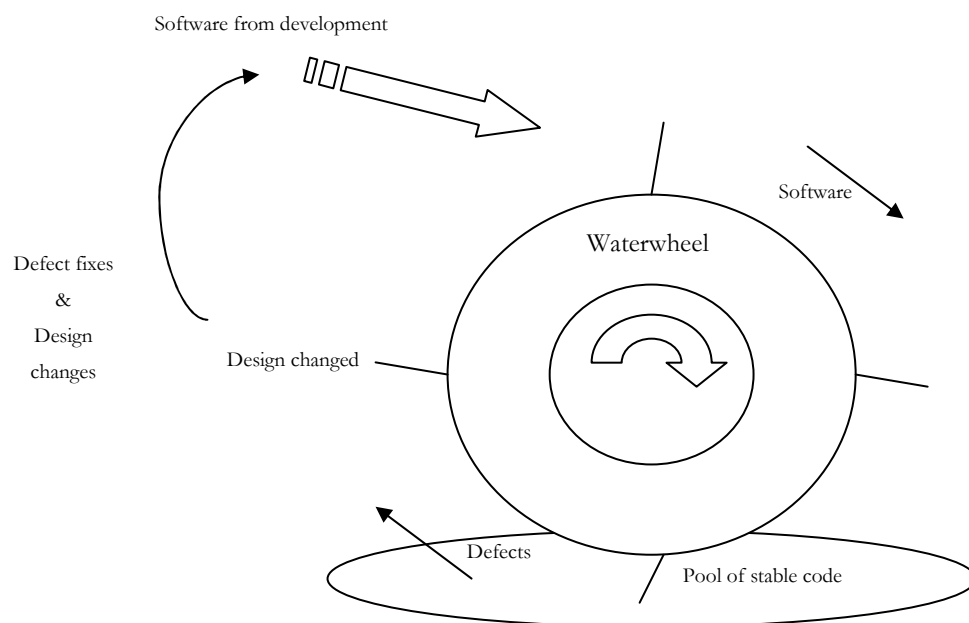 Software from development
Software
Waterwheel
Defect fixes
&
Design
changes
Design changed
Defects
Pool of stable code